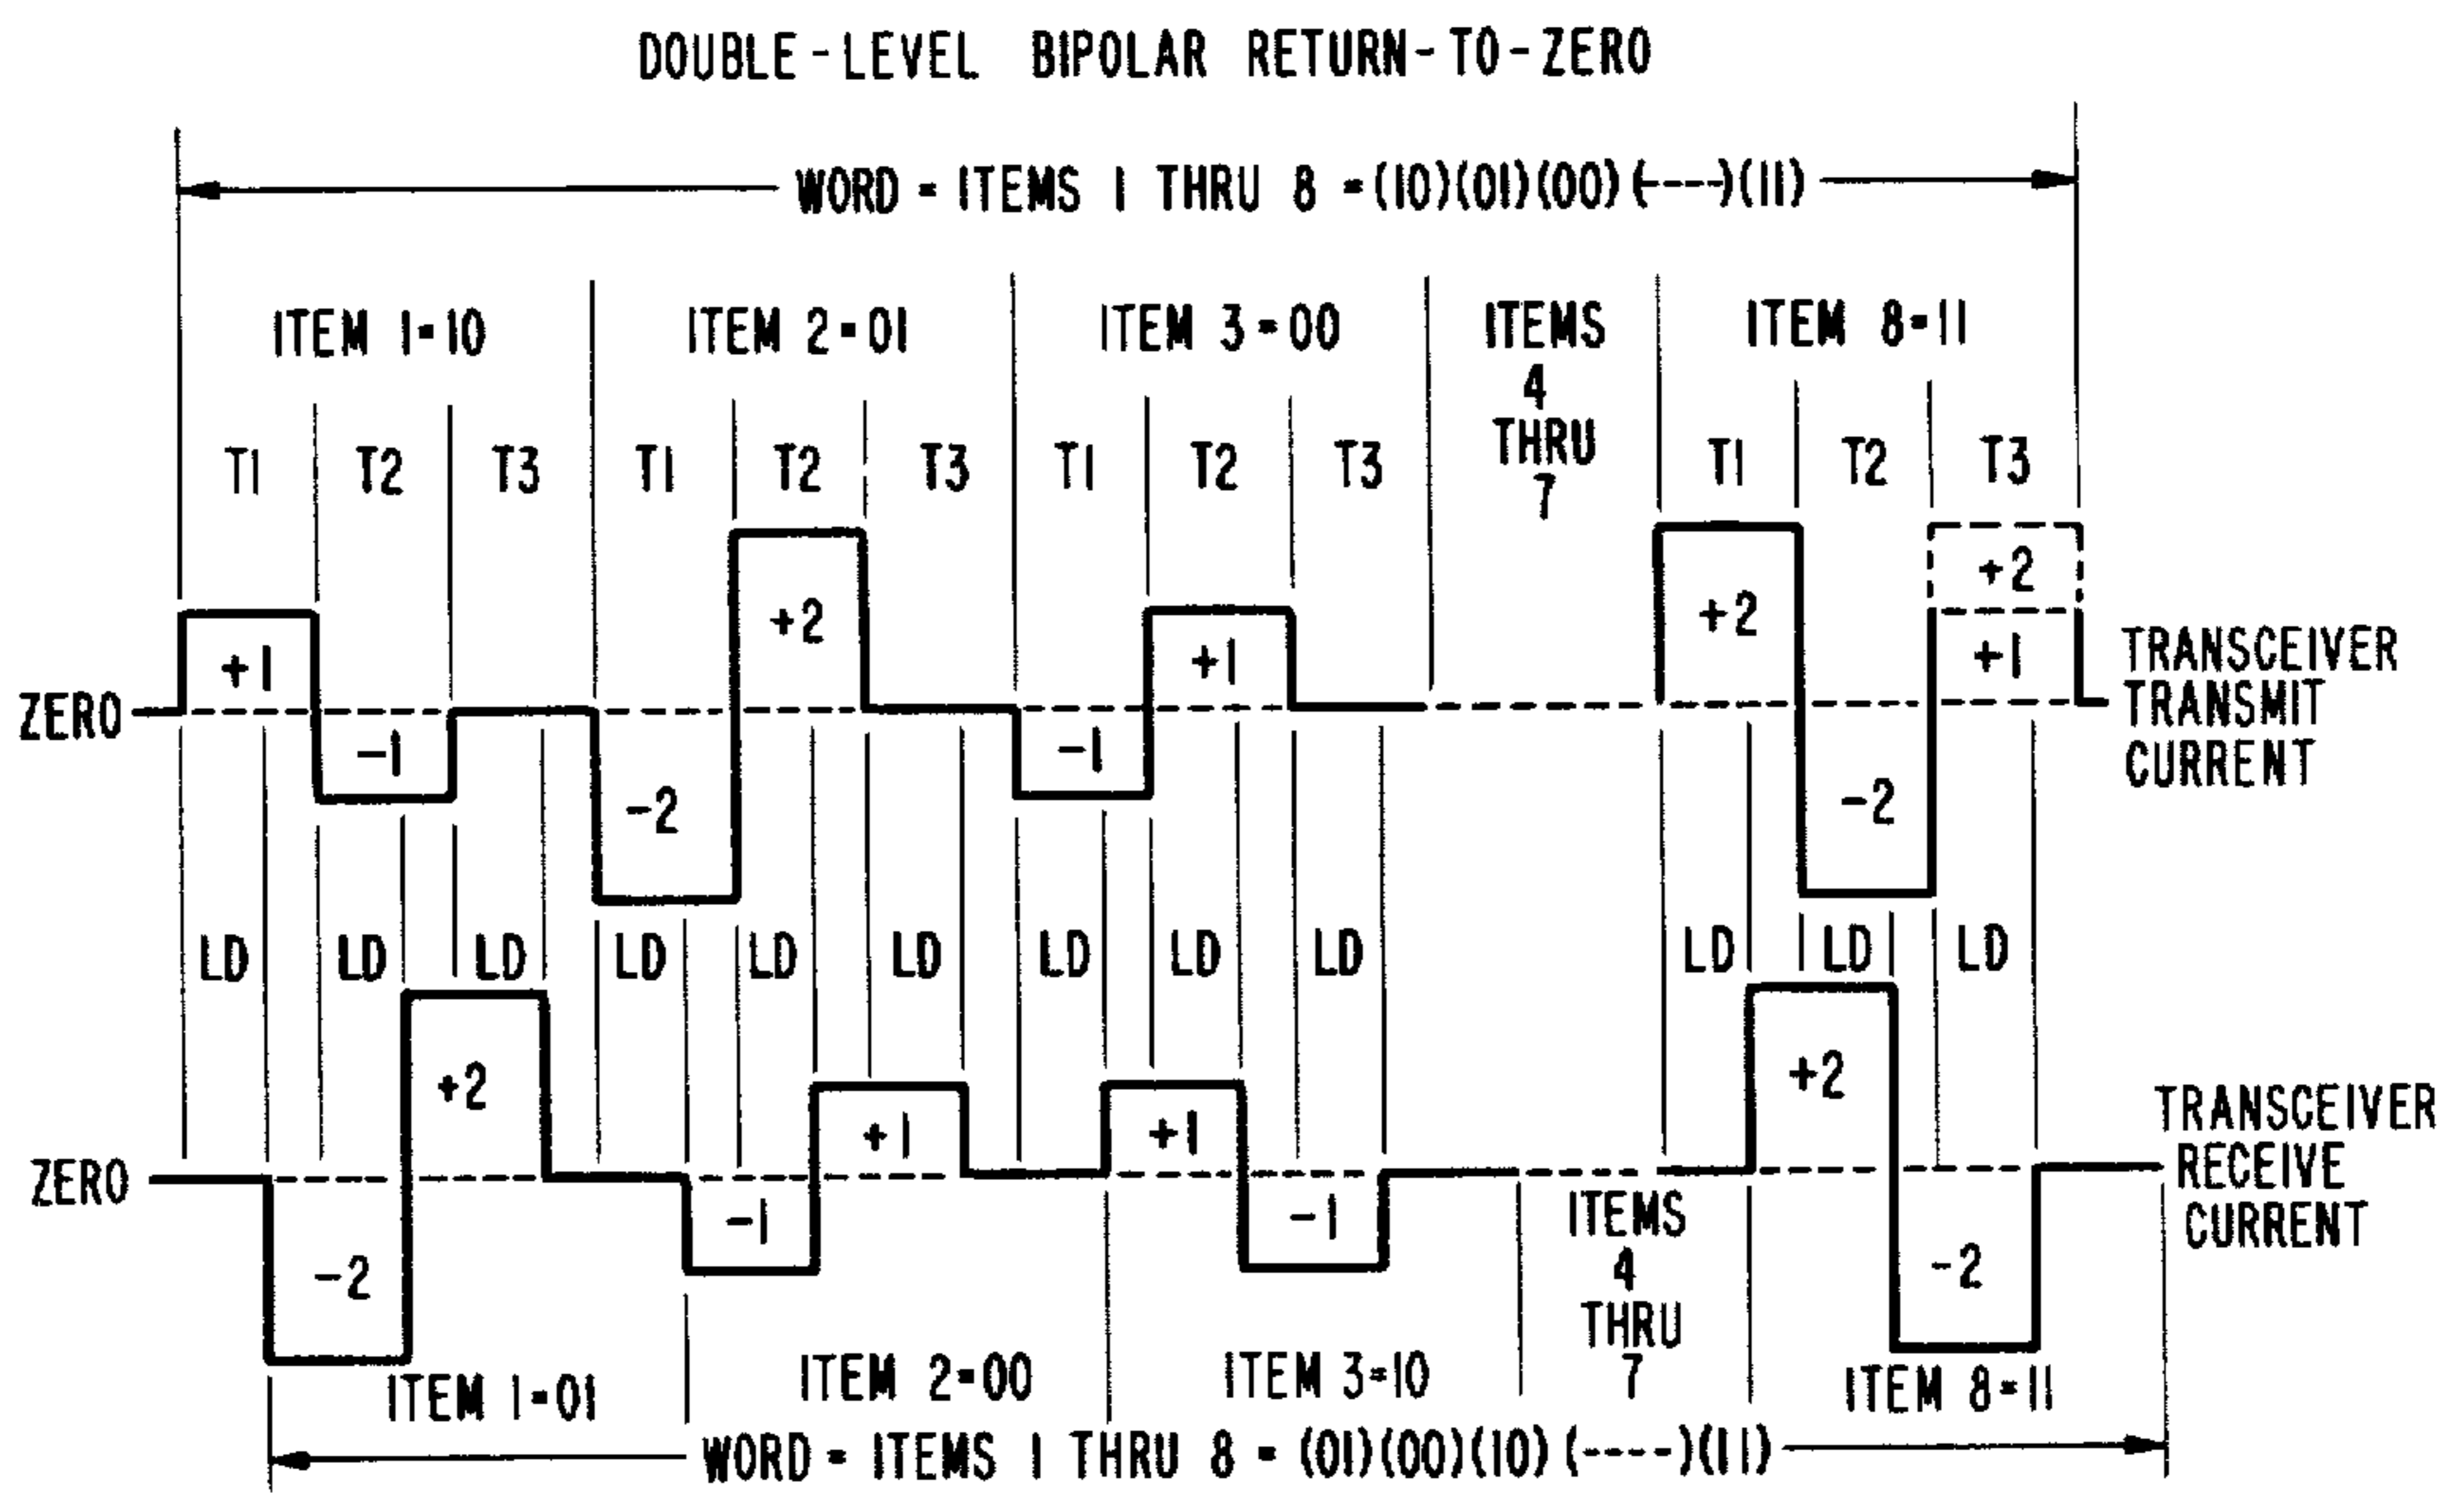 DOUBLE-LEVEL BIPOLAR RETURN-TO-ZERO
WORD = ITEMS 1 THRU 8 = (10)(01)(00)(----)(11)
ITEM 1=10
ITEM 2=01
ITEM 3=00
ITEMS
4
THRU
7
ITEM 8=11
T1
T2
T3
T1
T2
T3
T1
T2
T3
T1
T2
T3
ZERO
+1
-1
-2
+2
-1
+1
+2
-2
+2
+1
TRANSCEIVER
TRANSMIT
CURRENT
LD
LD
LD
LD
LD
LD
LD
LD
LD
LD
LD
LD
ZERO
-2
+2
-1
+1
+1
-1
+2
-2
TRANSCEIVER
RECEIVE
CURRENT
ITEM 1=01
ITEM 2=00
ITEM 3=10
ITEMS
4
THRU
7
ITEM 8=11
WORD = ITEMS 1 THRU 8 = (01)(00)(10)(----)(11)